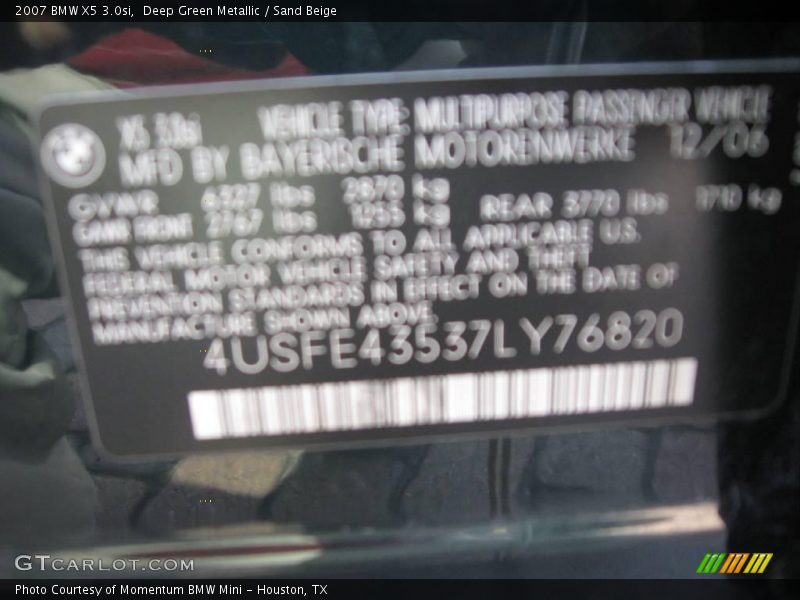 2007 BMW X5 3.0si, Deep Green Metallic / Sand Beige
X5 3.0si VEHICLE TYPE MULTIPURPOSE PASSENGER VEHICLE
MFD BY BAYERISCHE MOTORENWERKE 12/06
GVWR 6327 lbs 2870 kg
GAWR FRONT 2767 lbs 1255 kg REAR 3770 lbs 1710 kg
THIS VEHICLE CONFORMS TO ALL APPLICABLE U.S.
FEDERAL MOTOR VEHICLE SAFETY AND THEFT
PREVENTION STANDARDS IN EFFECT ON THE DATE OF
MANUFACTURE SHOWN ABOVE.
4USFE43537LY76820
GTCARLOT.COM
Photo Courtesy of Momentum BMW Mini - Houston, TX